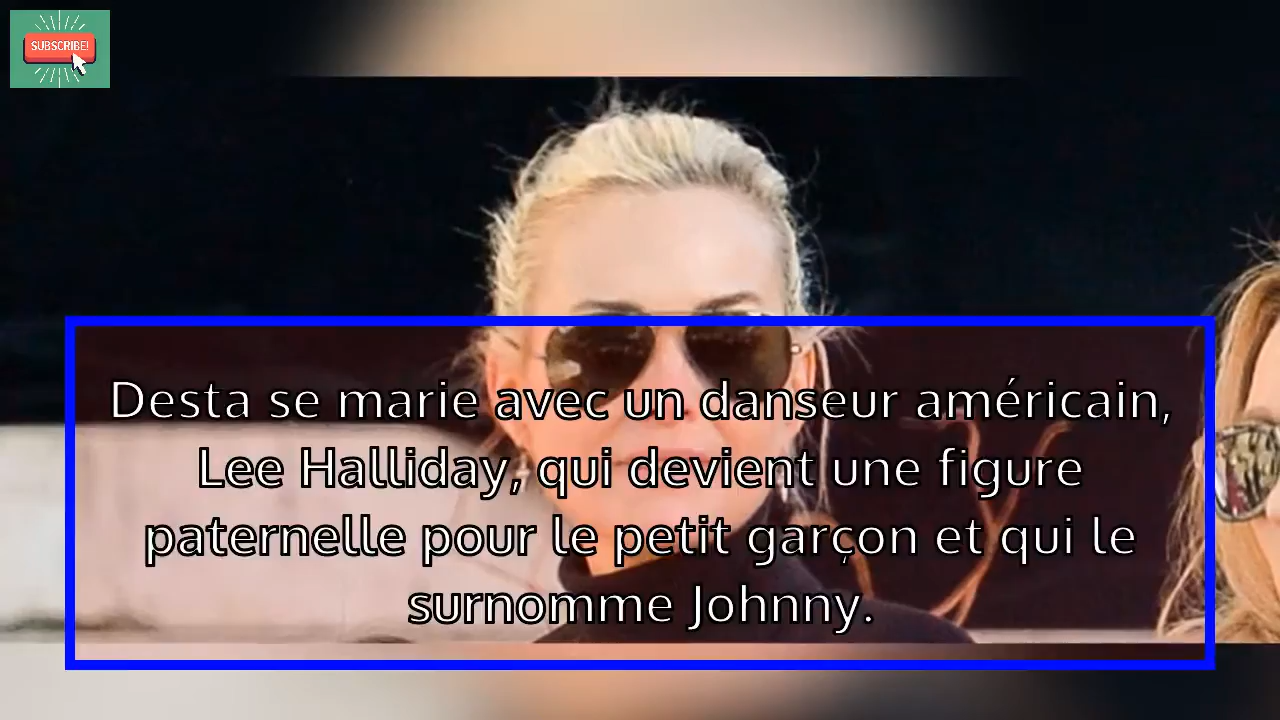 SUBSCRIBE!
Desta se marie avec un danseur américain,
Lee Halliday, qui devient une figure
paternelle pour le petit garçon et qui le
surnomme Johnny.